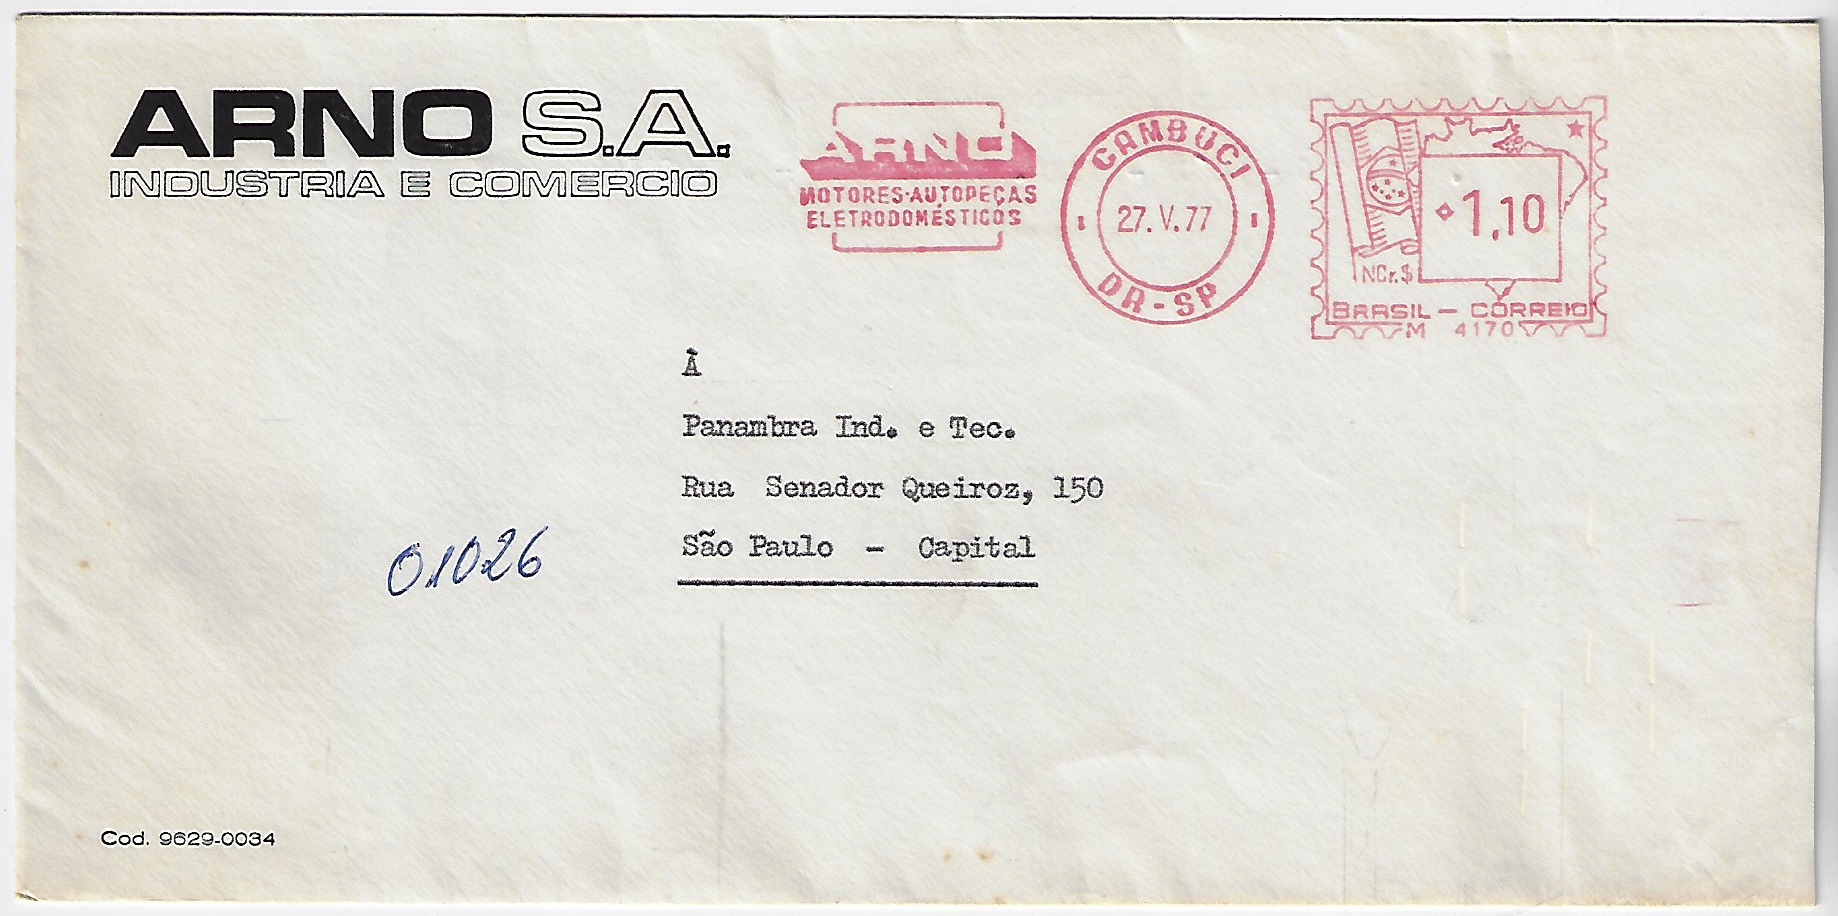 ARNO S.A.
INDUSTRIA E COMERCIO
ARNO
MOTORES·AUTOPEÇAS
ELETRODOMÉSTICOS
CAMBUCI
27.V.77
DR-SP
1,10
NCr.$
BRASIL - CORREIO
M 4170
À
Panambra Ind. e Tec.
Rua Senador Queiroz, 150
São Paulo - Capital
01026
Cod. 9629-0034